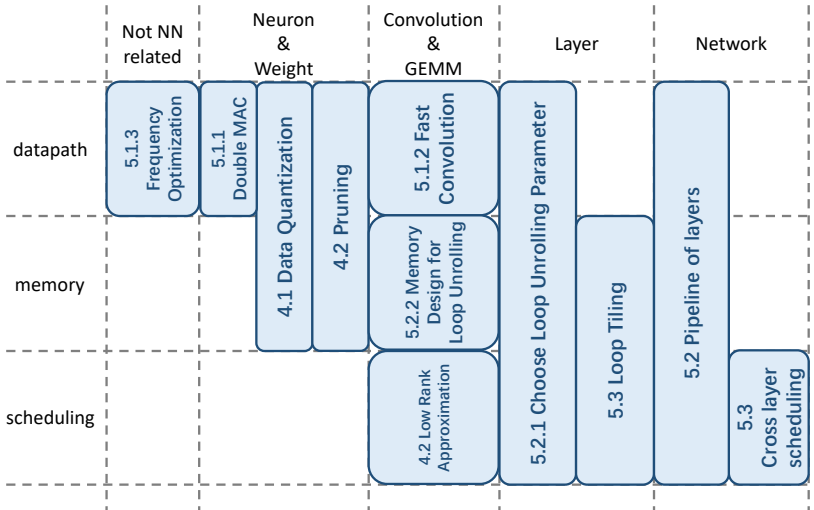 Not NN
related
Neuron
&
Weight
Convolution
&
GEMM
Layer
Network
datapath
memory
scheduling
5.1.3
Frequency
Optimization
5.1.1
Double MAC
4.1 Data Quantization
4.2 Pruning
5.1.2 Fast
Convolution
5.2.2 Memory
Design for
Loop Unrolling
4.2 Low Rank
Approximation
5.2.1 Choose Loop Unrolling Parameter
5.3 Loop Tiling
5.2 Pipeline of layers
5.3
Cross layer
scheduling